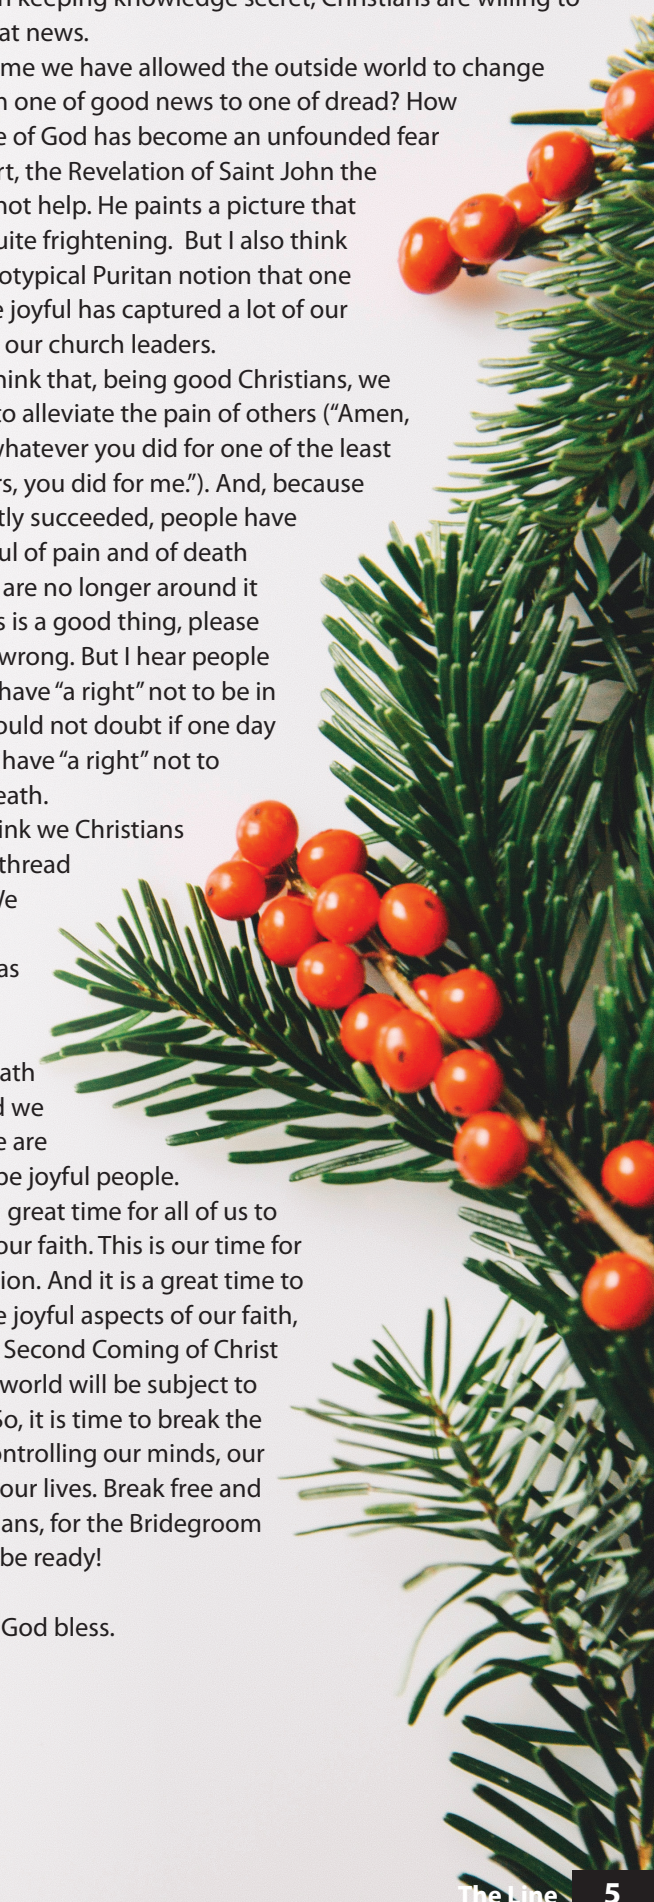 keeping knowledge secret, Christians are willing to
at news.
me we have allowed the outside world to change
one of good news to one of dread? How
of God has become an unfounded fear
rt, the Revelation of Saint John the
not help. He paints a picture that
uite frightening.  But I also think
otypical Puritan notion that one
joyful has captured a lot of our
our church leaders.
hink that, being good Christians, we
to alleviate the pain of others (“Amen,
whatever you did for one of the least
rs, you did for me.”). And, because
tly succeeded, people have
ul of pain and of death
are no longer around it
s is a good thing, please
wrong. But I hear people
have “a right” not to be in
ould not doubt if one day
have “a right” not to
eath.
ink we Christians
thread
We
as
ath
d we
e are
be joyful people.
great time for all of us to
our faith. This is our time for
ion. And it is a great time to
e joyful aspects of our faith,
Second Coming of Christ
world will be subject to
So, it is time to break the
ontrolling our minds, our
our lives. Break free and
ans, for the Bridegroom
be ready!
God bless.
The Line 5